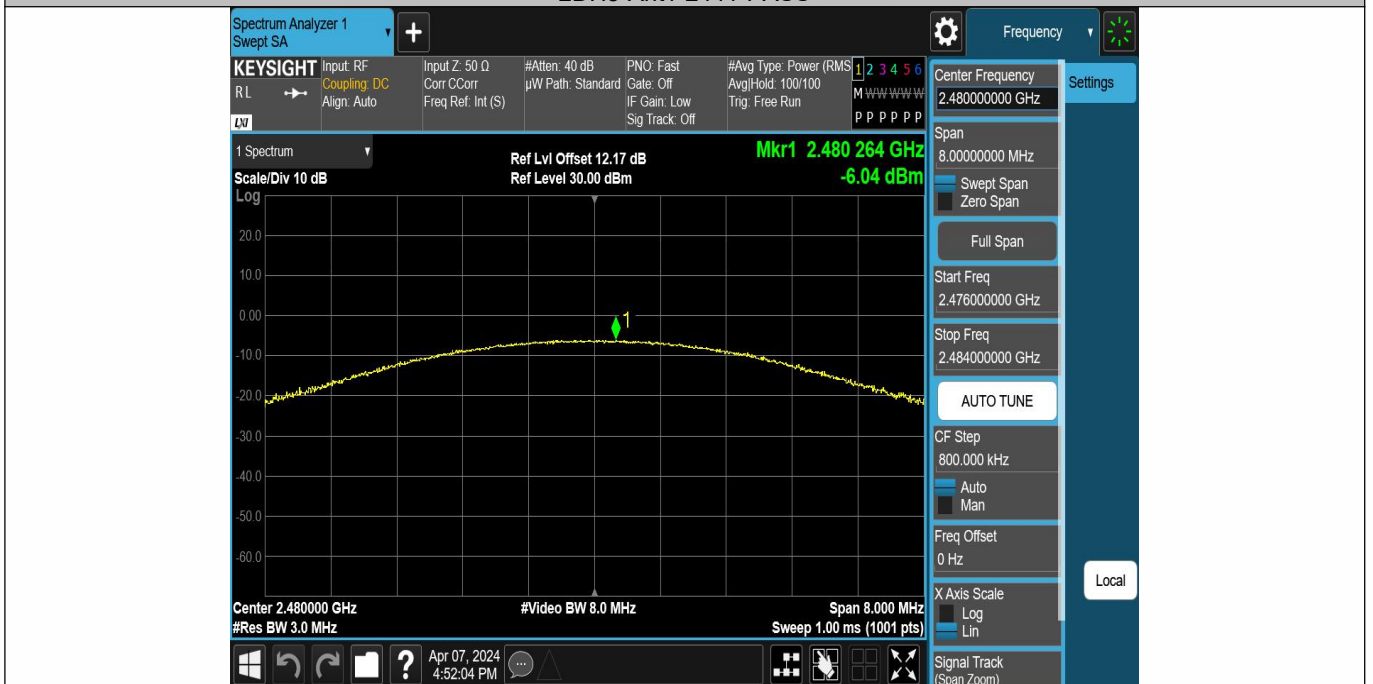 Spectrum Analyzer 1
Swept SA
Frequency
KEYSIGHT
RL
LXI
Input: RF
Coupling: DC
Align: Auto
Input Z: 50 Ω
Corr CCorr
Freq Ref: Int (S)
#Atten: 40 dB
µW Path: Standard
PNO: Fast
Gate: Off
IF Gain: Low
Sig Track: Off
#Avg Type: Power (RMS
Avg|Hold: 100/100
Trig: Free Run
1 2 3 4 5 6
M W W W W W
P P P P P P
1 Spectrum
Scale/Div 10 dB
Ref Lvl Offset 12.17 dB
Ref Level 30.00 dBm
Mkr1 2.480 264 GHz
-6.04 dBm
Log
20.0
10.0
0.00
-10.0
-20.0
-30.0
-40.0
-50.0
-60.0
1
Center 2.480000 GHz
#Res BW 3.0 MHz
#Video BW 8.0 MHz
Span 8.000 MHz
Sweep 1.00 ms (1001 pts)
Apr 07, 2024
4:52:04 PM
Center Frequency
2.480000000 GHz
Settings
Span
8.00000000 MHz
Swept Span
Zero Span
Full Span
Start Freq
2.476000000 GHz
Stop Freq
2.484000000 GHz
AUTO TUNE
CF Step
800.000 kHz
Auto
Man
Freq Offset
0 Hz
X Axis Scale
Log
Lin
Local
Signal Track
(Span Zoom)